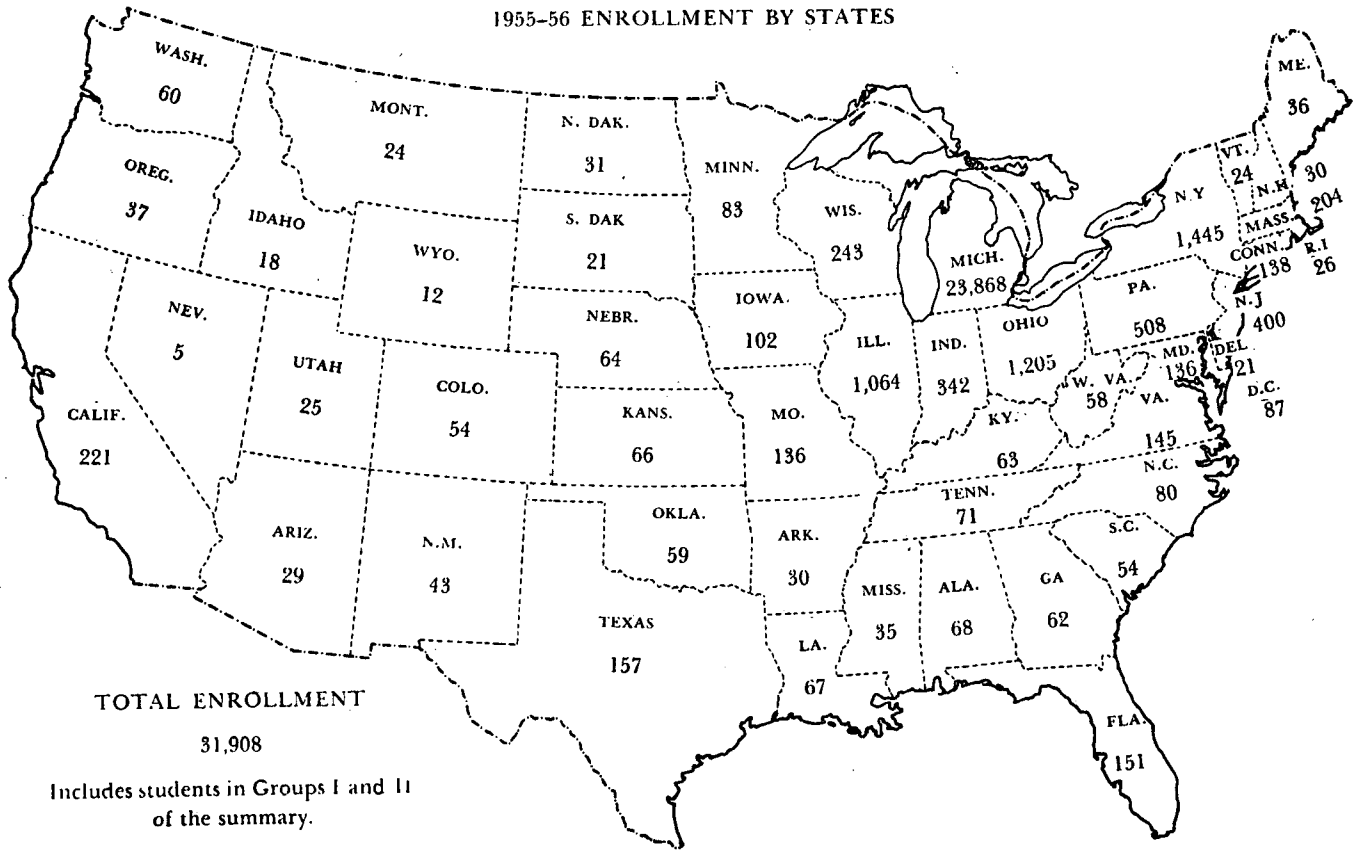 1955–56 ENROLLMENT BY STATES
WASH.
60
OREG.
37
CALIF.
221
IDAHO
18
NEV.
5
MONT.
24
WYO.
12
UTAH
25
COLO.
54
ARIZ.
29
N.M.
43
N. DAK.
31
S. DAK
21
NEBR.
64
KANS.
66
OKLA.
59
TEXAS
157
MINN.
83
IOWA.
102
MO.
136
ARK.
30
LA.
67
WIS.
243
ILL.
1,064
MICH.
23,868
IND.
342
OHIO
1,205
KY.
63
TENN.
71
MISS.
35
ALA.
68
GA
62
FLA.
151
S.C.
54
N.C.
80
VA.
145
W. VA.
58
MD.
136
DEL
21
D.C.
87
PA.
508
N.J
400
N.Y
1,445
CONN.
138
R.I
26
MASS
204
VT.
24
N.H
30
ME.
36
TOTAL ENROLLMENT
31,908
Includes students in Groups I and II
of the summary.